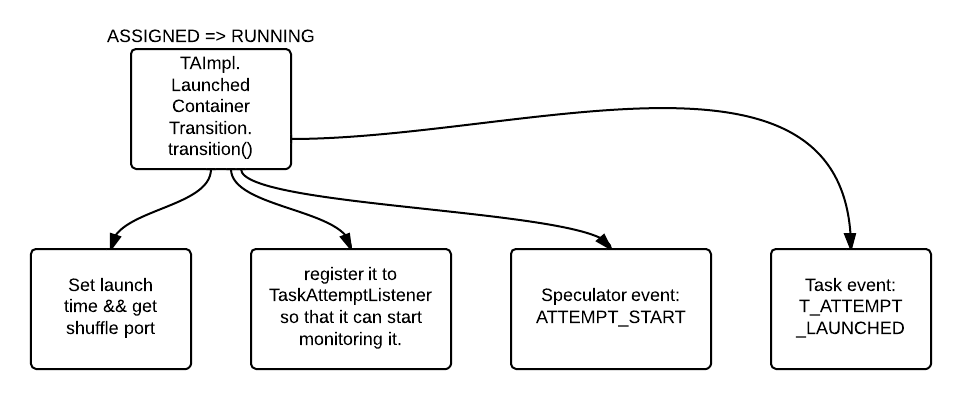 ASSIGNED => RUNNING
TAImpl.
Launched
Container
Transition.
transition()
Set launch
time && get
shuffle port
register it to
TaskAttemptListener
so that it can start
monitoring it.
Speculator event:
ATTEMPT_START
Task event:
T_ATTEMPT
_LAUNCHED